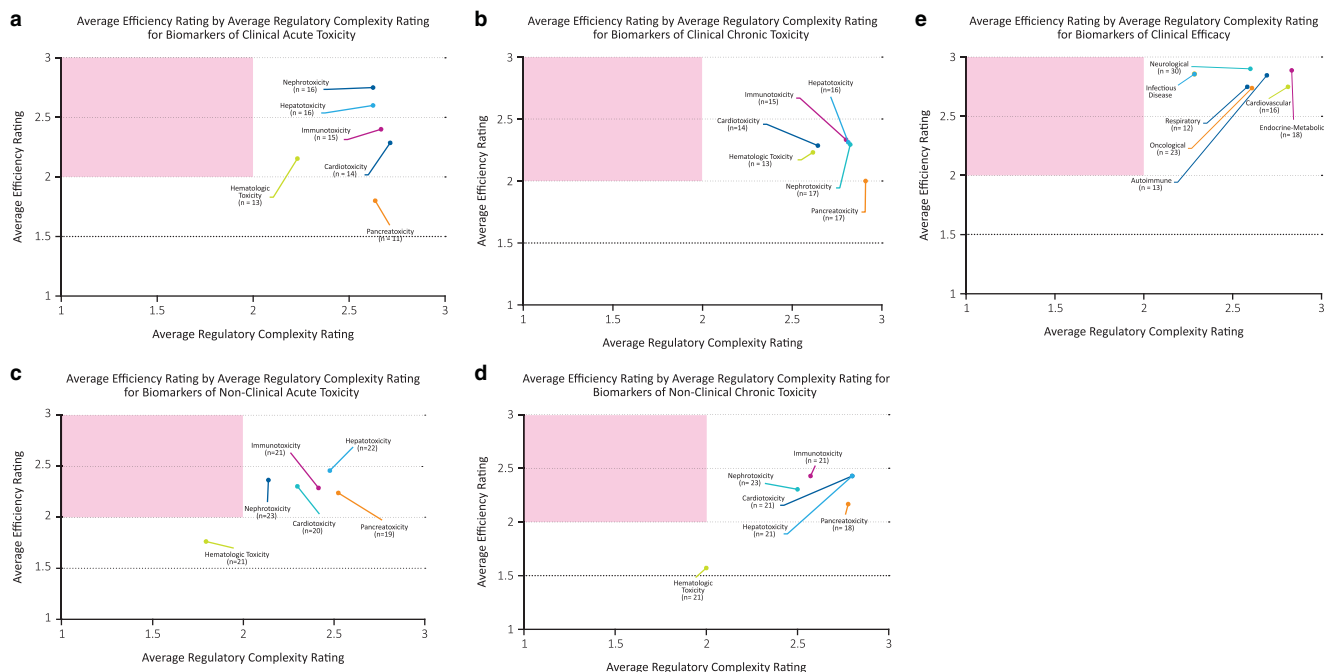 a
Average Efficiency Rating by Average Regulatory Complexity Rating
for Biomarkers of Clinical Acute Toxicity
Average Efficiency Rating
3
2.5
2
1.5
1
Nephrotoxicity
(n = 16)
Hepatotoxicity
(n = 16)
Immunotoxicity
(n = 15)
Cardiotoxicity
(n = 14)
Hematologic
Toxicity
(n = 13)
Pancreatoxicity
(n = 11)
1
1.5
2
2.5
3
Average Regulatory Complexity Rating
b
Average Efficiency Rating by Average Regulatory Complexity Rating
for Biomarkers of Clinical Chronic Toxicity
Average Efficiency Rating
3
2.5
2
1.5
1
Hepatotoxicity
(n=16)
Immunotoxicity
(n=15)
Cardiotoxicity
(n=14)
Hematologic Toxicity
(n = 13)
Nephrotoxicity
(n= 17)
Pancreatoxicity
(n= 17)
1
2
2.5
3
Average Regulatory Complexity Rating
e
Average Efficiency Rating by Average Regulatory Complexity Rating
for Biomarkers of Clinical Efficacy
Average Efficiency Rating
3
2.5
2
1.5
1
Neurological
(n = 30)
Infectious
Disease
Cardiovascular
(n=16)
Respiratory
(n= 12)
Endocrine-Metabolic
(n= 18)
Oncological
(n = 23)
Autoimmune
(n = 13)
1
2
2.5
3
Average Regulatory Complexity Rating
c
Average Efficiency Rating by Average Regulatory Complexity Rating
for Biomarkers of Non-Clinical Acute Toxicity
Average Efficiency Rating
3
2.5
2
1.5
1
Immunotoxicity
(n=21)
Hepatotoxicity
(n=22)
Nephrotoxicity
(n=23)
Cardiotoxicity
(n=20)
Pancreatoxicity
(n=19)
Hematologic Toxicity
(n=21)
1
1.5
2
2.5
3
Average Regulatory Complexity Rating
d
Average Efficiency Rating by Average Regulatory Complexity Rating for
Biomarkers of Non-Clinical Chronic Toxicity
Average Efficiency Rating
3
2.5
2
1.5
1
Immunotoxicity
(n = 21)
Nephrotoxicity
(n= 23)
Cardiotoxicity
(n = 21)
Hepatotoxicity
(n= 21)
Pancreatoxicity
(n= 18)
Hematologic
Toxicity
(n= 21)
1
2
2.5
3
Average Regulatory Complexity Rating